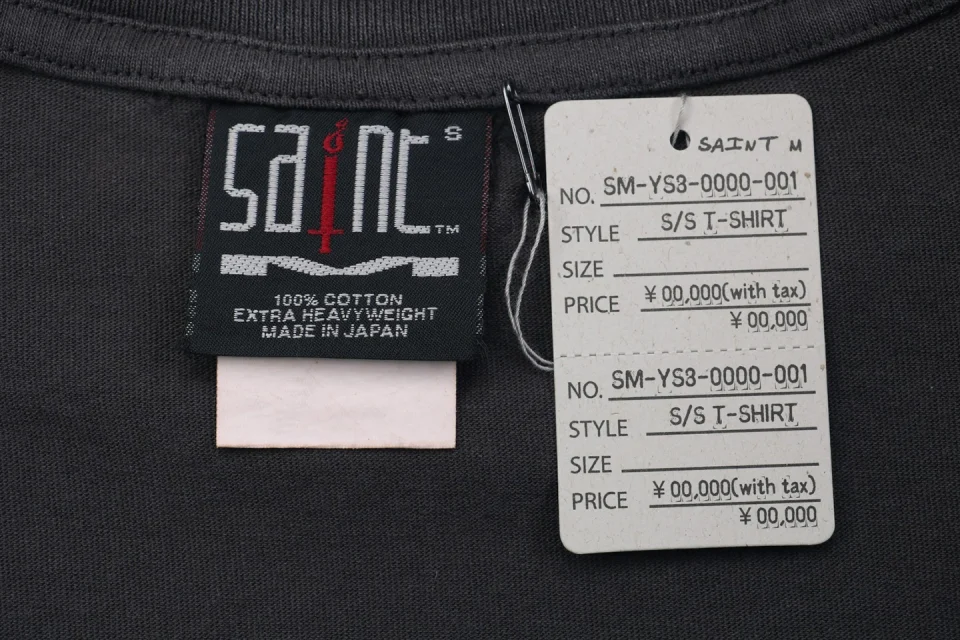 saint S
TM
100% COTTON
EXTRA HEAVYWEIGHT
MADE IN JAPAN
SAINT M
NO. SM-YS3-0000-001
STYLE S/S T-SHIRT
SIZE
PRICE ¥00,000(with tax)
¥00,000
NO. SM-YS3-0000-001
STYLE S/S T-SHIRT
SIZE
PRICE ¥00,000(with tax)
¥00,000